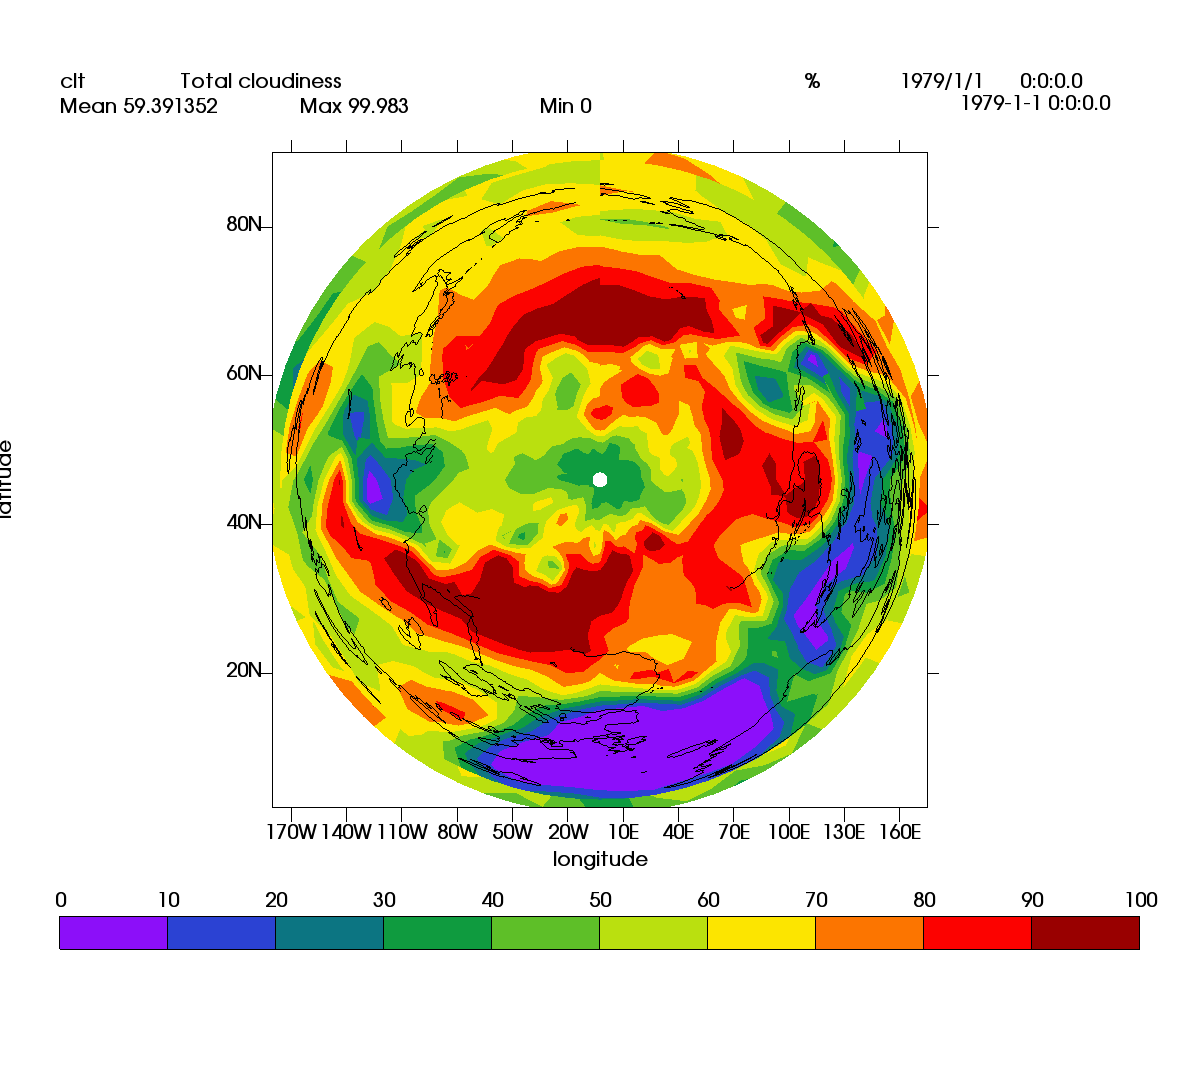 clt Total cloudiness % 1979/1/1 0:0:0.0
Mean 59.391352 Max 99.983 Min 0 1979-1-1 0:0:0.0
80N
60N
latitude
40N
20N
170W 140W 110W 80W 50W 20W 10E 40E 70E 100E 130E 160E
longitude
0 10 20 30 40 50 60 70 80 90 100